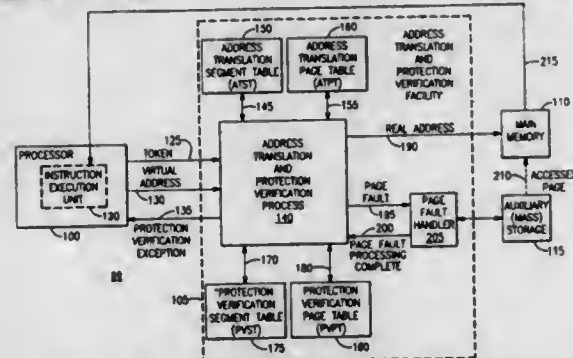 150
160
ADDRESS
TRANSLATION
SEGMENT TABLE
(ATST)
ADDRESS
TRANSLATION
PAGE TABLE
(ATPT)
ADDRESS
TRANSLATION
AND
PROTECTION
VERIFICATION
FACILITY
215
110
145
155
PROCESSOR
INSTRUCTION
EXECUTION
UNIT
120
100
TOKEN
125
VIRTUAL
ADDRESS
130
135
PROTECTION
VERIFICATION
EXCEPTION
ADDRESS
TRANSLATION
AND
PROTECTION
VERIFICATION
PROCESS
140
REAL ADDRESS
190
MAIN
MEMORY
210
ACCESSED
PAGE
PAGE
FAULT
195
200
PAGE FAULT
PROCESSING
COMPLETE
PAGE
FAULT
HANDLER
205
AUXILIARY
(MASS)
STORAGE
115
170
180
105
PROTECTION
VERIFICATION
SEGMENT TABLE
(PVST)
175
PROTECTION
VERIFICATION
PAGE TABLE
(PVPT)
160